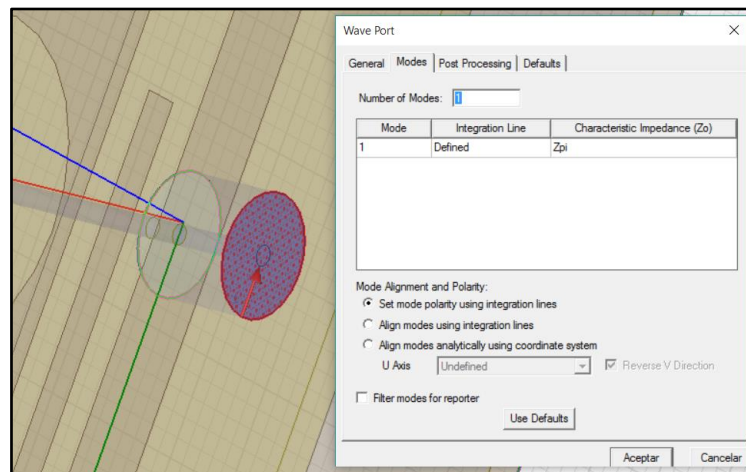 Wave Port
General Modes Post Processing Defaults
Number of Modes: 1
Mode Integration Line Characteristic Impedance (Zo)
1 Defined Zpi
Mode Alignment and Polarity:
Set mode polarity using integration lines
Align modes using integration lines
Align modes analytically using coordinate system
U Axis Undefined Reverse V Direction
Filter modes for reporter
Use Defaults
Aceptar Cancelar